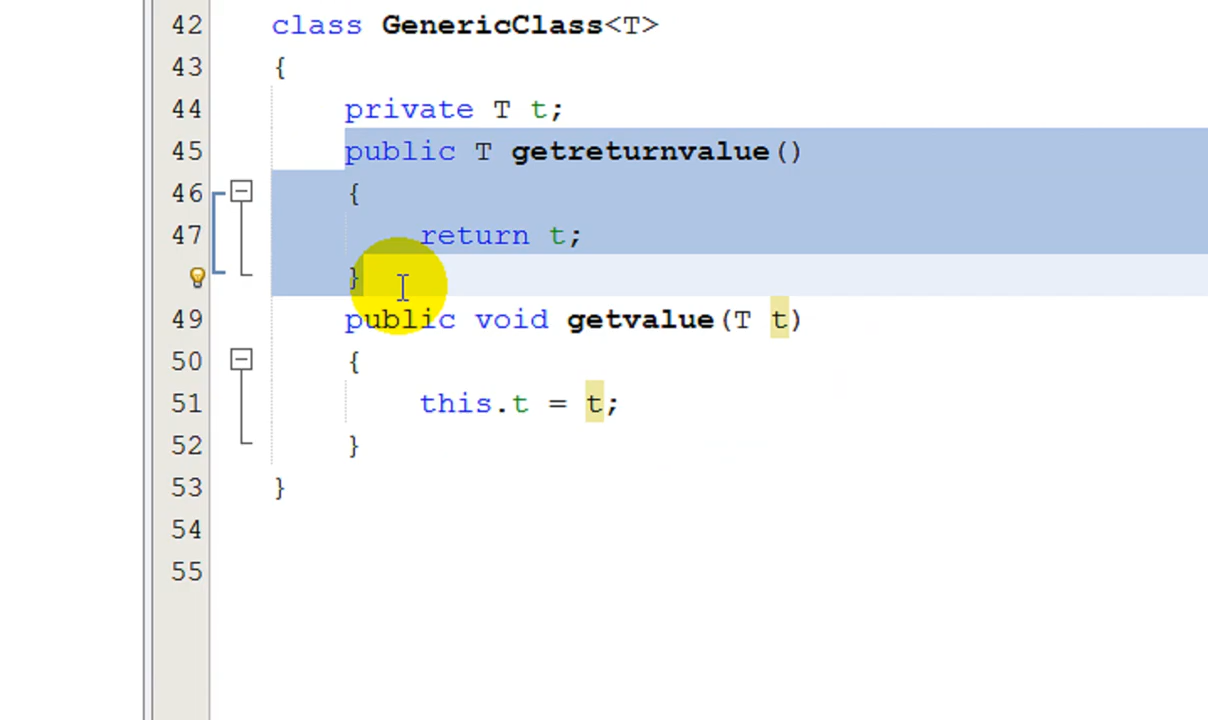 42 class GenericClass<T>
43 {
44 private T t;
45 public T getreturnvalue()
46 {
47 return t;
}
49 public void getvalue(T t)
50 {
51 this.t = t;
52 }
53 }
54
55